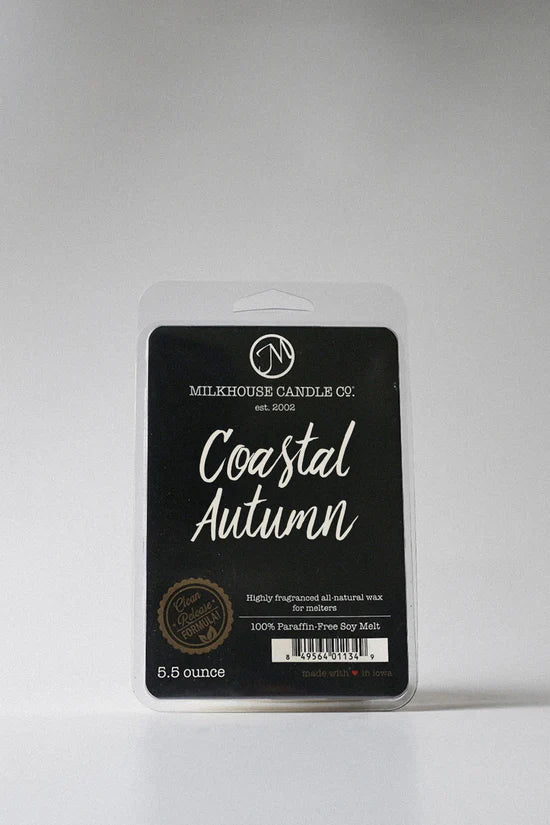 M
MILKHOUSE CANDLE CO.
est. 2002
Coastal
Autumn
Highly fragranced all-natural wax
for melters
100% Paraffin-Free Soy Melt
Clean
Release
FORMULA!
8 49564 01134 9
5.5 ounce
made with ♥ in iowa